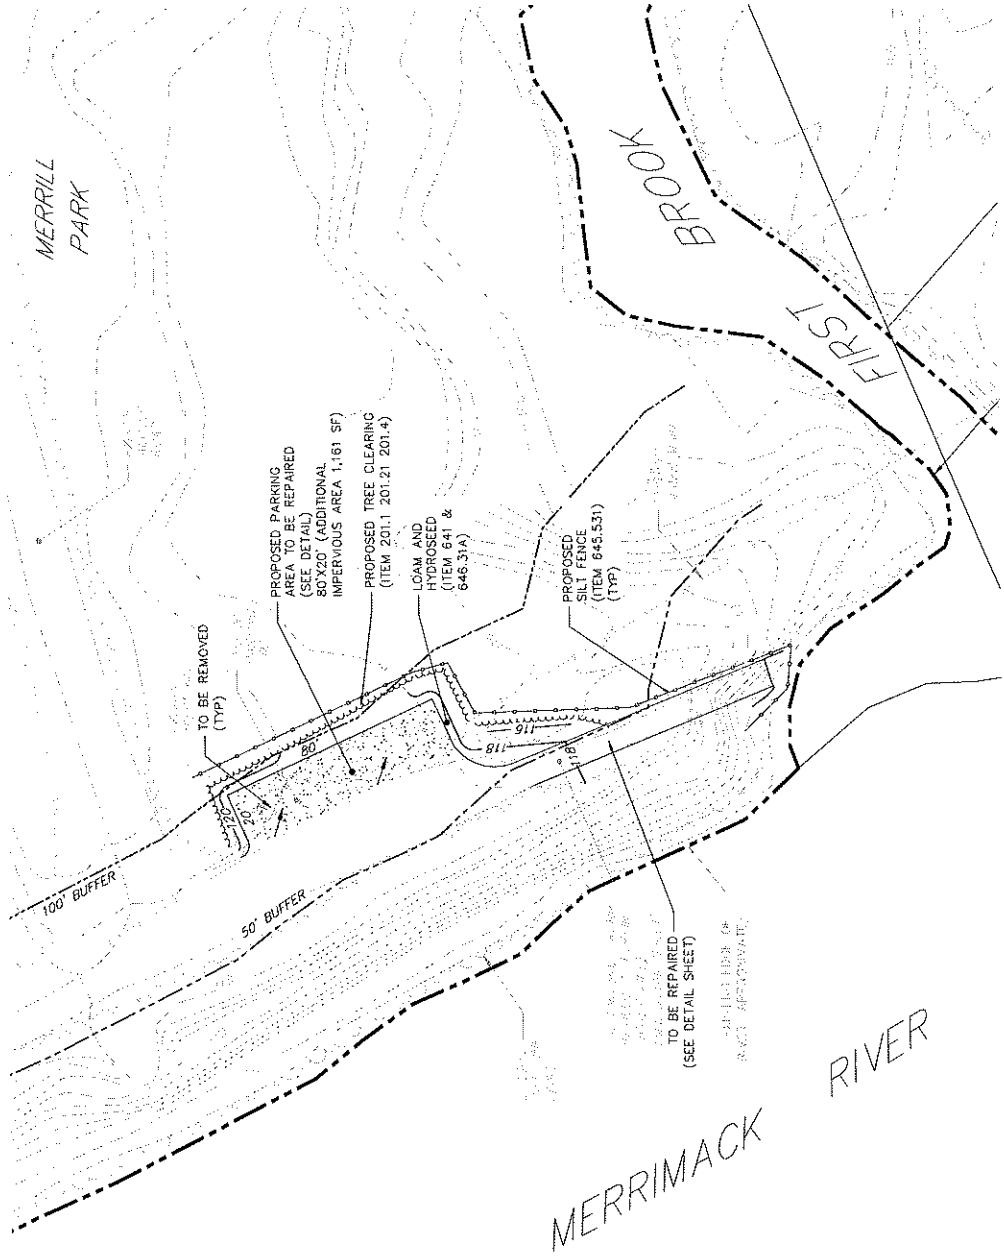 MERRILL
PARK
BROOK
FIRST
PROPOSED PARKING
AREA TO BE REPAIRED
(SEE DETAIL)
80'X20' (ADDITIONAL
IMPERVIOUS AREA 1,161 SF)
PROPOSED TREE CLEARING
(ITEM 201.1 201.21 201.4)
LOAM AND
HYDROSEED
(ITEM 641 &
646.31A)
PROPOSED
SILT FENCE
(ITEM 645.531)
(TYP)
TO BE REMOVED
(TYP)
80'
120
20'
116
118
118
100' BUFFER
50' BUFFER
TO BE REPAIRED
(SEE DETAIL SHEET)
MERRIMACK
RIVER